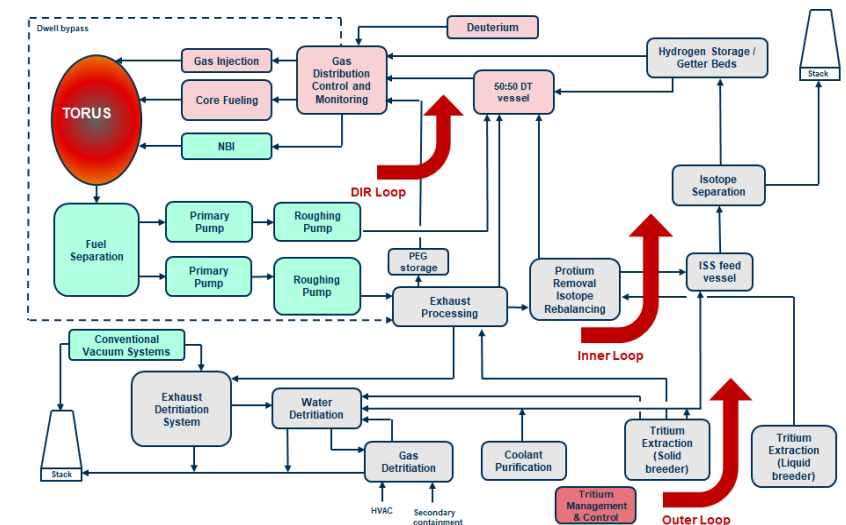 Dwell bypass
Deuterium
Gas Injection
Gas
Distribution
Control and
Monitoring
Hydrogen Storage /
Getter Beds
Stack
50:50 DT
vessel
Core Fueling
TORUS
NBI
DIR Loop
Isotope
Separation
Fuel
Separation
Primary
Pump
Roughing
Pump
Primary
Pump
Roughing
Pump
PEG
storage
Exhaust
Processing
Protium
Removal
Isotope
Rebalancing
ISS feed
vessel
Inner Loop
Conventional
Vacuum Systems
Exhaust
Detritiation
System
Water
Detritiation
Gas
Detritiation
Coolant
Purification
Tritium
Extraction
(Solid
breeder)
Tritium
Extraction
(Liquid
breeder)
Stack
Tritium
Management
& Control
HVAC
Secondary
containment
Outer Loop